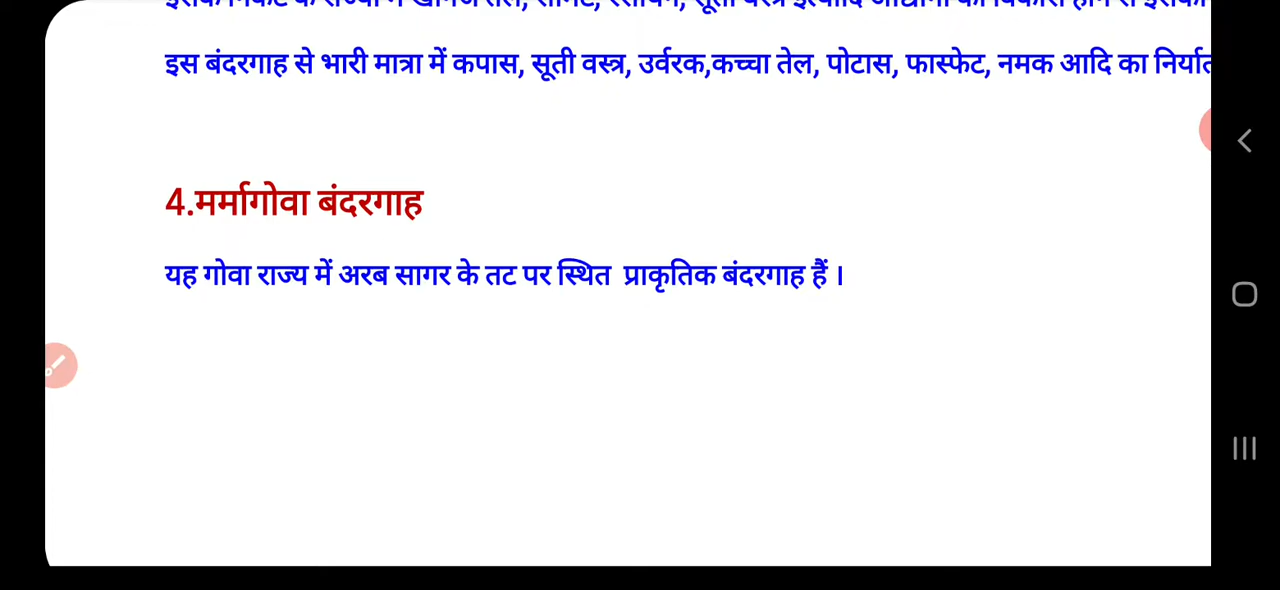 इस बंदरगाह से भारी मात्रा में कपास, सूती वस्त्र, उर्वरक,कच्चा तेल, पोटास, फास्फेट, नमक आदि का निर्यात
4.मर्मागोवा बंदरगाह
यह गोवा राज्य में अरब सागर के तट पर स्थित प्राकृतिक बंदरगाह हैं ।